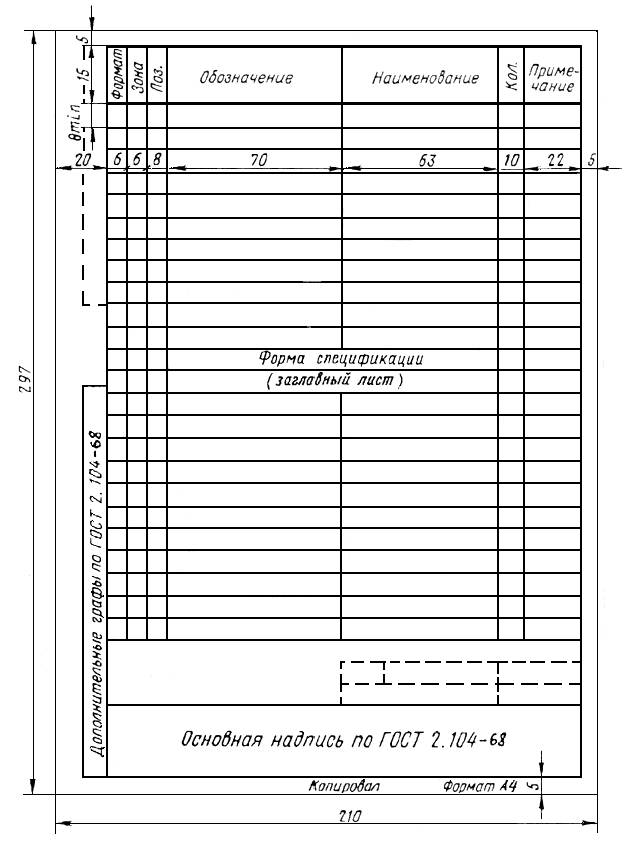 5
15
8min
Формат
Зона
Поз.
Обозначение
Наименование
Кол.
Приме-
чание
20 6 6 8 70 63 10 22 5
297
Форма спецификации
(заглавный лист)
Дополнительные графы по ГОСТ 2.104-68
Основная надпись по ГОСТ 2.104-68
Копировал Формат А4 5
210